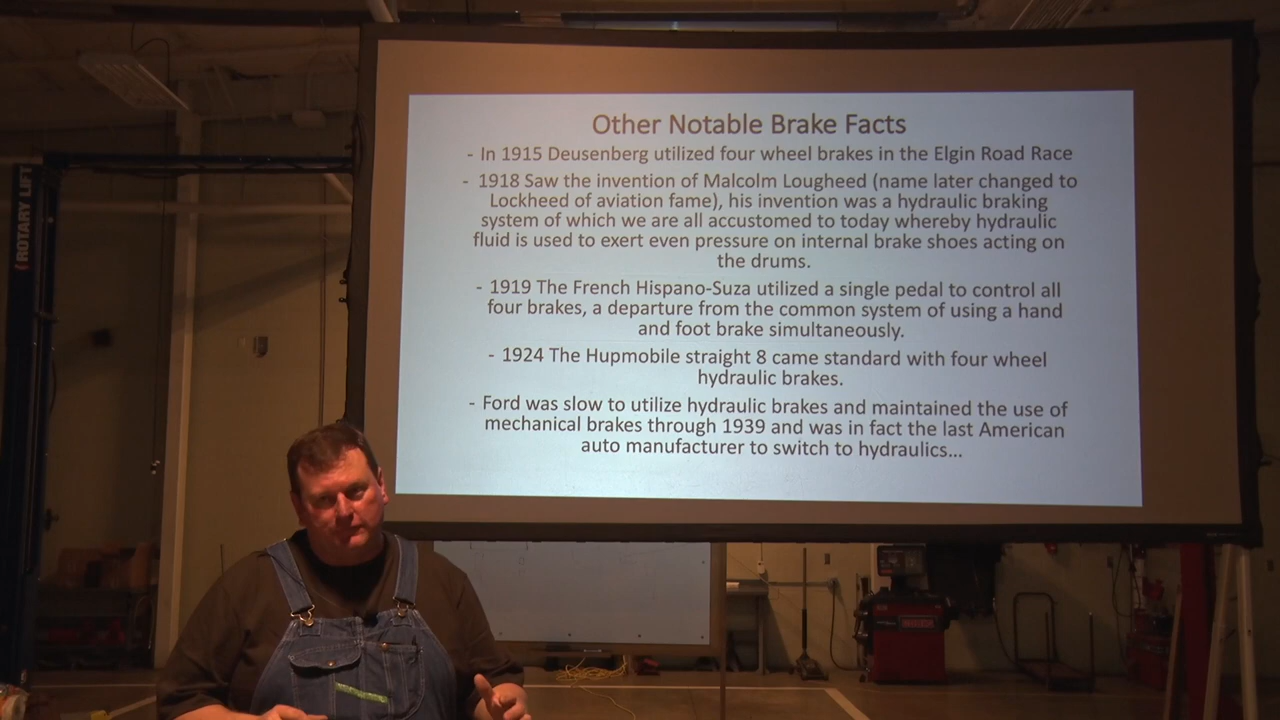 Other Notable Brake Facts
- In 1915 Deusenberg utilized four wheel brakes in the Elgin Road Race
- 1918 Saw the invention of Malcolm Lougheed (name later changed to
Lockheed of aviation fame), his invention was a hydraulic braking
system of which we are all accustomed to today whereby hydraulic
fluid is used to exert even pressure on internal brake shoes acting on
the drums.
- 1919 The French Hispano-Suza utilized a single pedal to control all
four brakes, a departure from the common system of using a hand
and foot brake simultaneously.
- 1924 The Hupmobile straight 8 came standard with four wheel
hydraulic brakes.
- Ford was slow to utilize hydraulic brakes and maintained the use of
mechanical brakes through 1939 and was in fact the last American
auto manufacturer to switch to hydraulics...
ROTARY LIFT